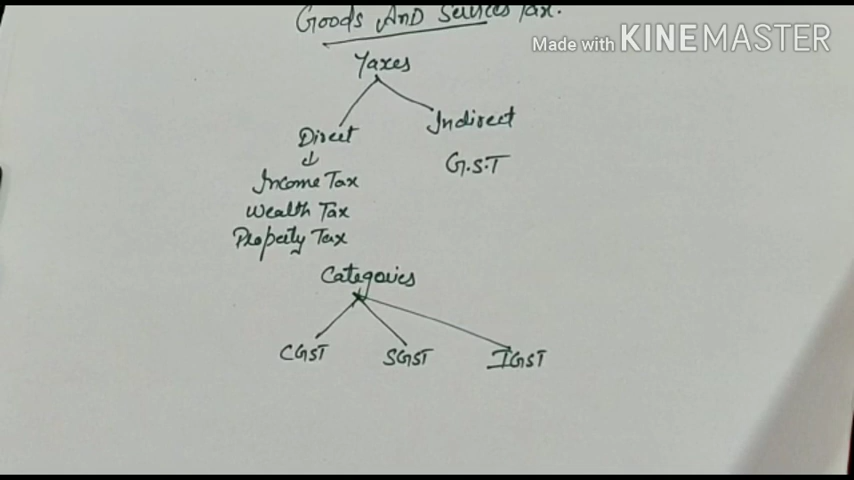 Goods And Services Tax.
Made with KINEMASTER
Taxes
Direct
Indirect
G.S.T
Income Tax
Wealth Tax
Property Tax
Categories
CGST SGST IGST